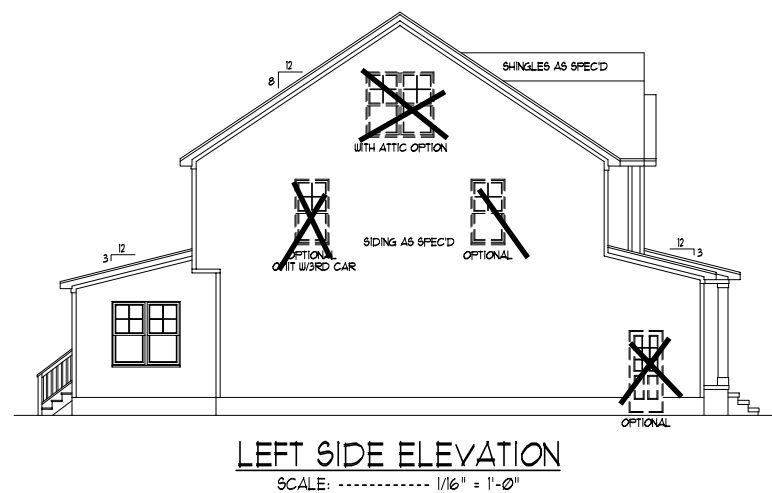 SHINGLES AS SPEC'D
12
8
WITH ATTIC OPTION
SIDING AS SPEC'D
OPTIONAL
OMIT W/3RD CAR
OPTIONAL
12
3
12
3
OPTIONAL
LEFT SIDE ELEVATION
SCALE: ------------ 1/16" = 1'-0"